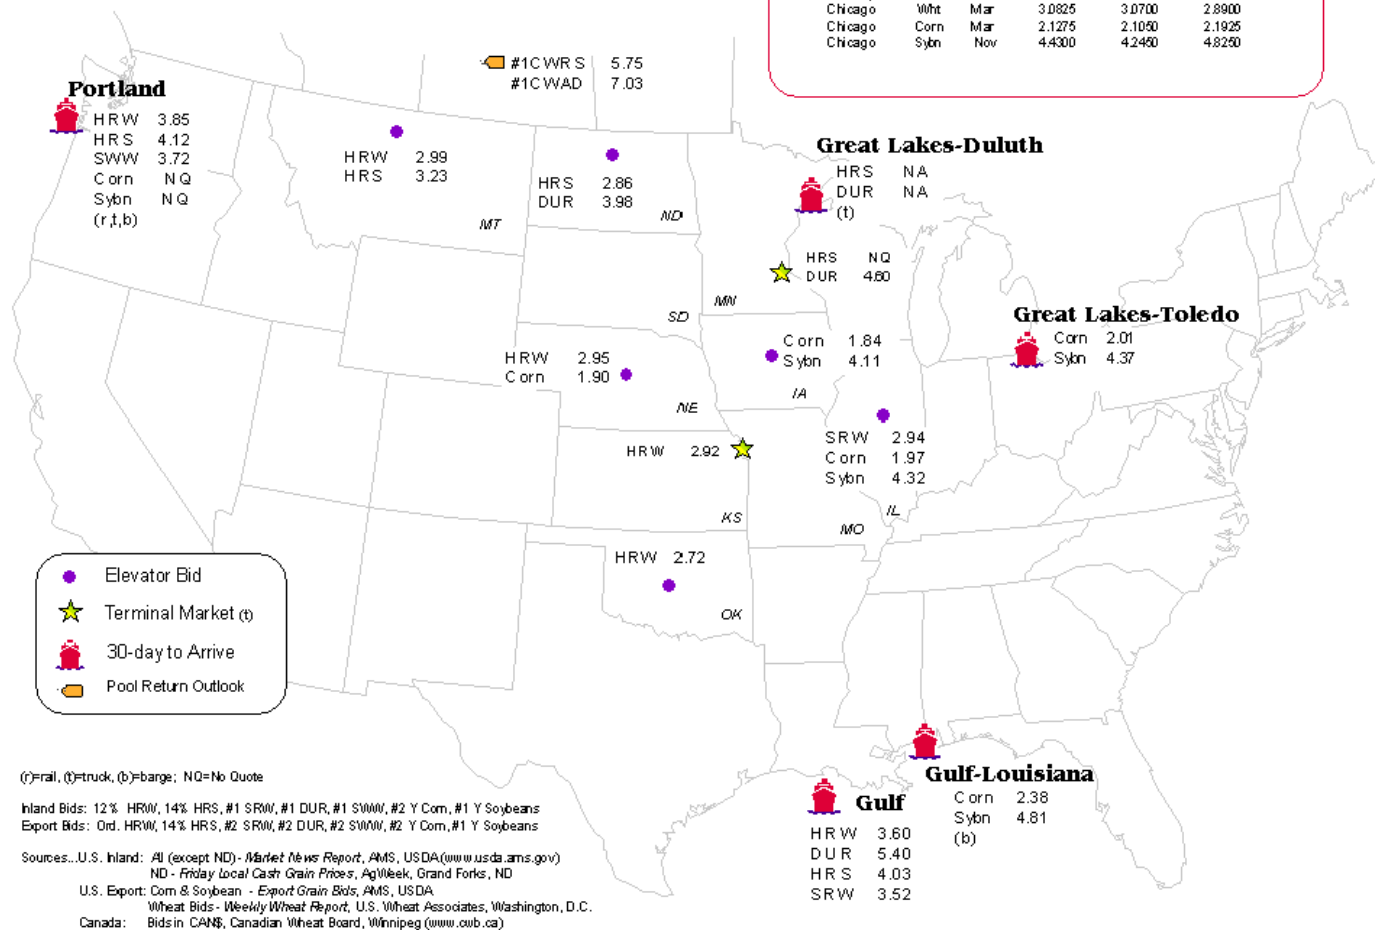 Chicago Wht Mar 3.0825 3.0700 2.8900
Chicago Corn Mar 2.1275 2.1050 2.1925
Chicago Sybn Nov 4.4300 4.2450 4.8250
#1CWRS 5.75
#1CWAD 7.03
Portland
HRW 3.85
HRS 4.12
SWW 3.72
Corn NQ
Sybn NQ
(r,t,b)
HRW 2.99
HRS 3.23
MT
HRS 2.86
DUR 3.98
ND
Great Lakes-Duluth
HRS NA
DUR NA
(t)
HRS NQ
DUR 4.60
MN
SD
Great Lakes-Toledo
Corn 2.01
Sybn 4.37
Corn 1.84
Sybn 4.11
IA
HRW 2.95
Corn 1.90
NE
SRW 2.94
Corn 1.97
Sybn 4.32
IL
HRW 2.92
KS
MO
HRW 2.72
OK
Elevator Bid
Terminal Market (t)
30-day to Arrive
Pool Return Outlook
Gulf-Louisiana
Corn 2.38
Sybn 4.81
(b)
Gulf
HRW 3.60
DUR 5.40
HRS 4.03
SRW 3.52
(r)=rail, (t)=truck, (b)=barge; NQ=No Quote
Inland Bids: 12% HRW, 14% HRS, #1 SRW, #1 DUR, #1 SWW, #2 Y Corn, #1 Y Soybeans
Export Bids: Ord. HRW, 14% HRS, #2 SRW, #2 DUR, #2 SWW, #2 Y Corn, #1 Y Soybeans
Sources...U.S. Inland: All (except ND) - Market News Report, AMS, USDA (www.usda.ams.gov)
ND - Friday Local Cash Grain Prices, AgWeek, Grand Forks, ND
U.S. Export: Corn & Soybean - Export Grain Bids, AMS, USDA
Wheat Bids - Weekly Wheat Report, U.S. Wheat Associates, Washington, D.C.
Canada: Bids in CAN$, Canadian Wheat Board, Winnipeg (www.cwb.ca)